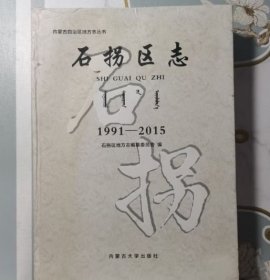 内蒙古自治区地方志丛书
石拐区志
SHI GUAI QU ZHI
1991—2015
石拐区地方志编纂委员会 编
石拐
内蒙古大学出版社